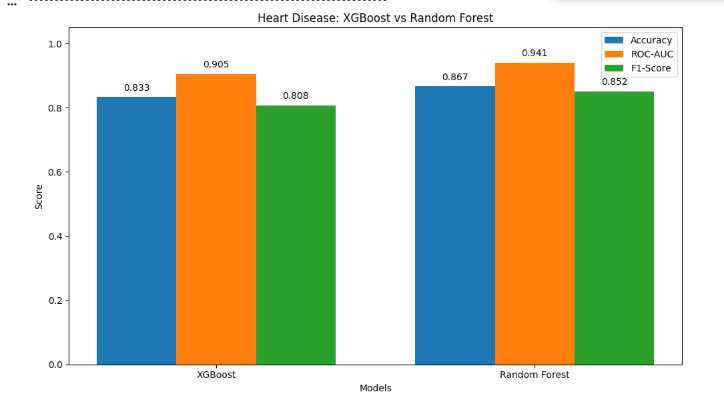 ...
Heart Disease: XGBoost vs Random Forest
1.0
0.8
0.6
0.4
0.2
0.0
Score
Accuracy
ROC-AUC
F1-Score
0.833
0.905
0.808
0.867
0.941
0.852
XGBoost
Random Forest
Models